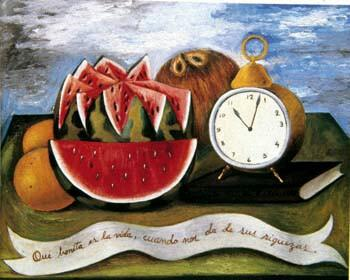 Que bonita es la vida, cuando nos da de sus riquezas.